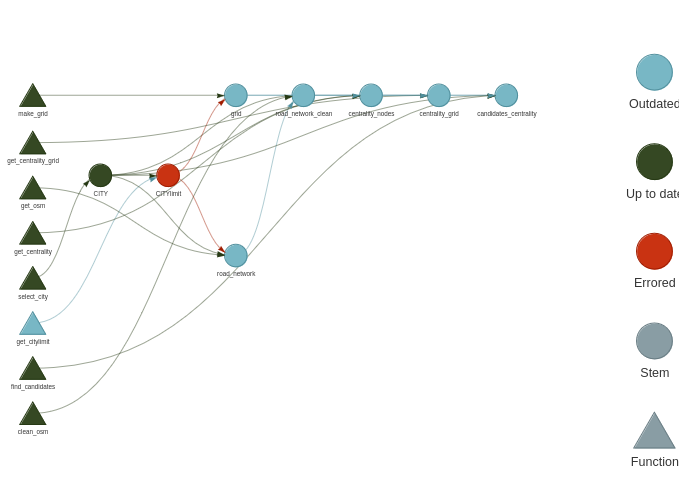 make_grid
grid
road_network_clean
centrality_nodes
centrality_grid
candidates_centrality
get_centrality_grid
CITY
CITYlimit
get_osm
get_centrality
road_network
select_city
get_citylimit
find_candidates
clean_osm
Outdated
Up to date
Errored
Stem
Function